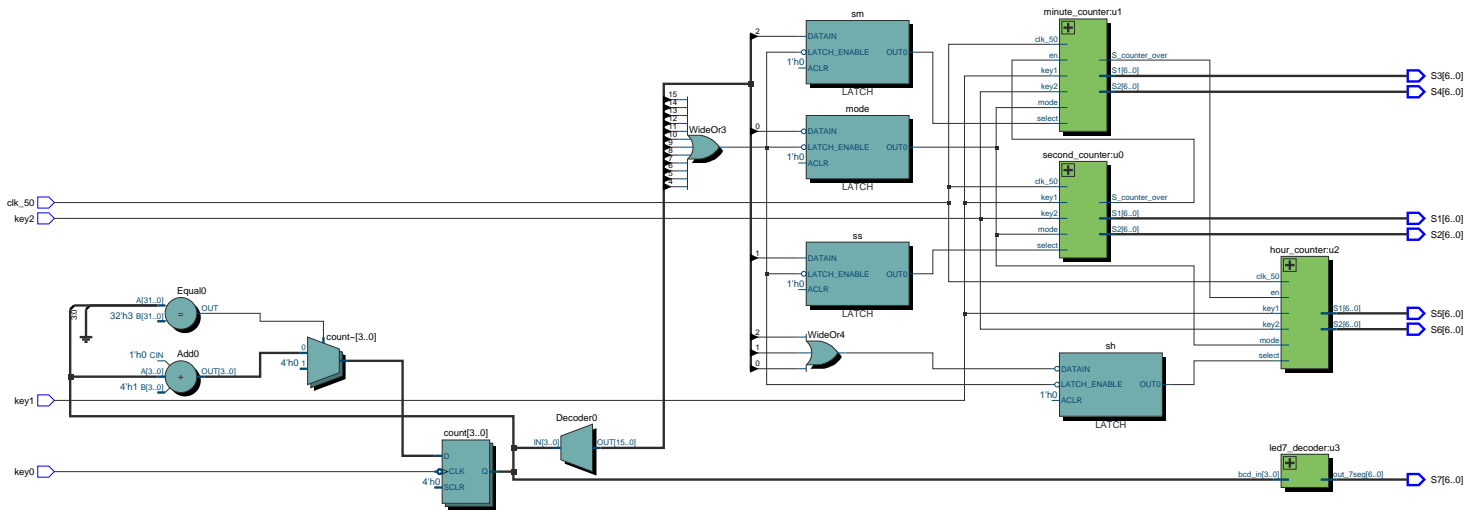 sm
DATAIN
LATCH_ENABLE
OUT0
1'h0
ACLR
LATCH
mode
DATAIN
LATCH_ENABLE
OUT0
1'h0
ACLR
LATCH
minute_counter:u1
clk_50
en
key1
key2
mode
select
S_counter_over
S1[6..0]
S2[6..0]
S3[6..0]
S4[6..0]
2
0
1
2
1
0
15
14
13
12
11
10
9
8
7
6
5
4
WideOr3
second_counter:u0
clk_50
key1
key2
mode
select
S_counter_over
S1[6..0]
S2[6..0]
S1[6..0]
S2[6..0]
clk_50
key2
ss
DATAIN
LATCH_ENABLE
OUT0
1'h0
ACLR
LATCH
hour_counter:u2
clk_50
en
key1
key2
mode
select
S1[6..0]
S2[6..0]
S5[6..0]
S6[6..0]
Equal0
3:0
A[31..0]
OUT
=
32'h3 B[31..0]
count~[3..0]
0
4'h0 1
Add0
1'h0 CIN
A[3..0]
OUT[3..0]
+
4'h1 B[3..0]
WideOr4
sh
DATAIN
LATCH_ENABLE
OUT0
1'h0
ACLR
LATCH
key1
Decoder0
IN[3..0]
OUT[15..0]
count[3..0]
D
>CLK
Q
4'h0
SCLR
key0
led7_decoder:u3
bcd_in[3..0]
out_7seg[6..0]
S7[6..0]